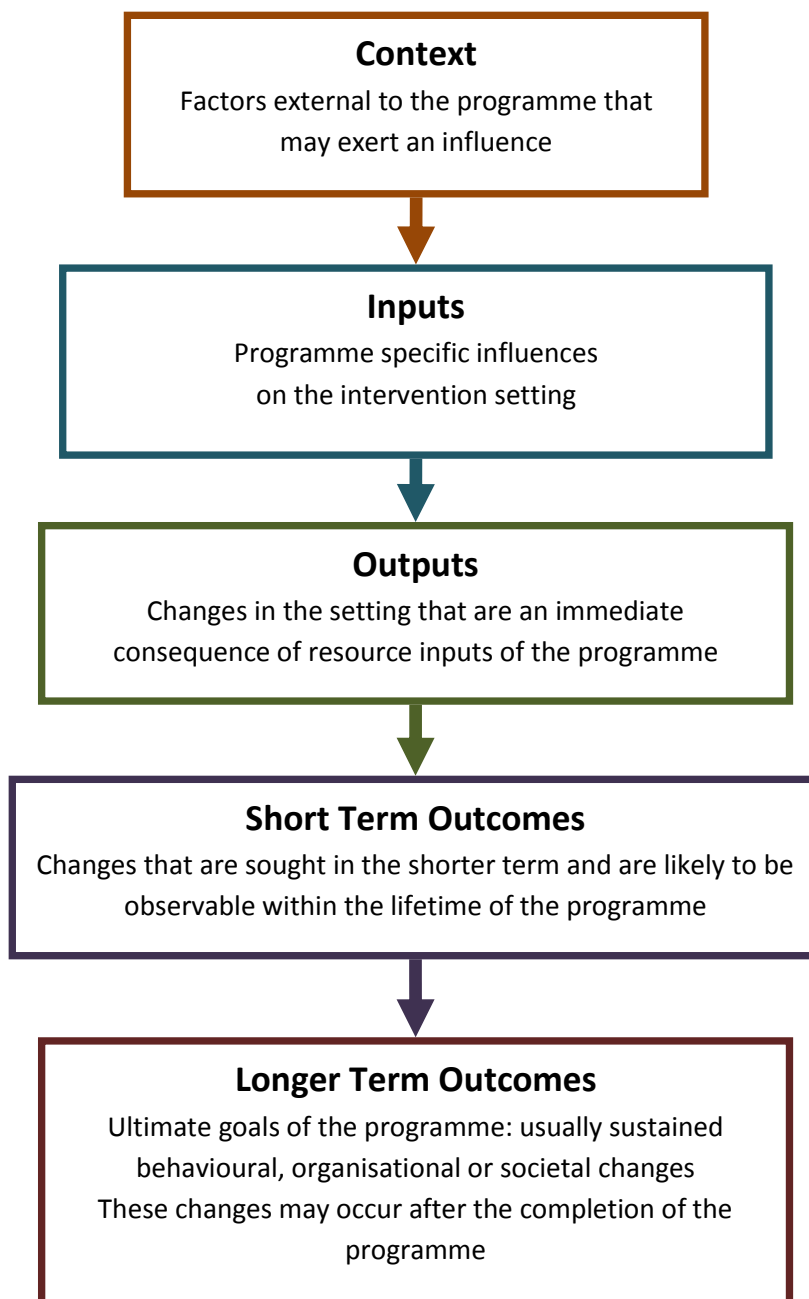 Context
Factors external to the programme that
may exert an influence
Inputs
Programme specific influences
on the intervention setting
Outputs
Changes in the setting that are an immediate
consequence of resource inputs of the programme
Short Term Outcomes
Changes that are sought in the shorter term and are likely to be
observable within the lifetime of the programme
Longer Term Outcomes
Ultimate goals of the programme: usually sustained
behavioural, organisational or societal changes
These changes may occur after the completion of the
programme